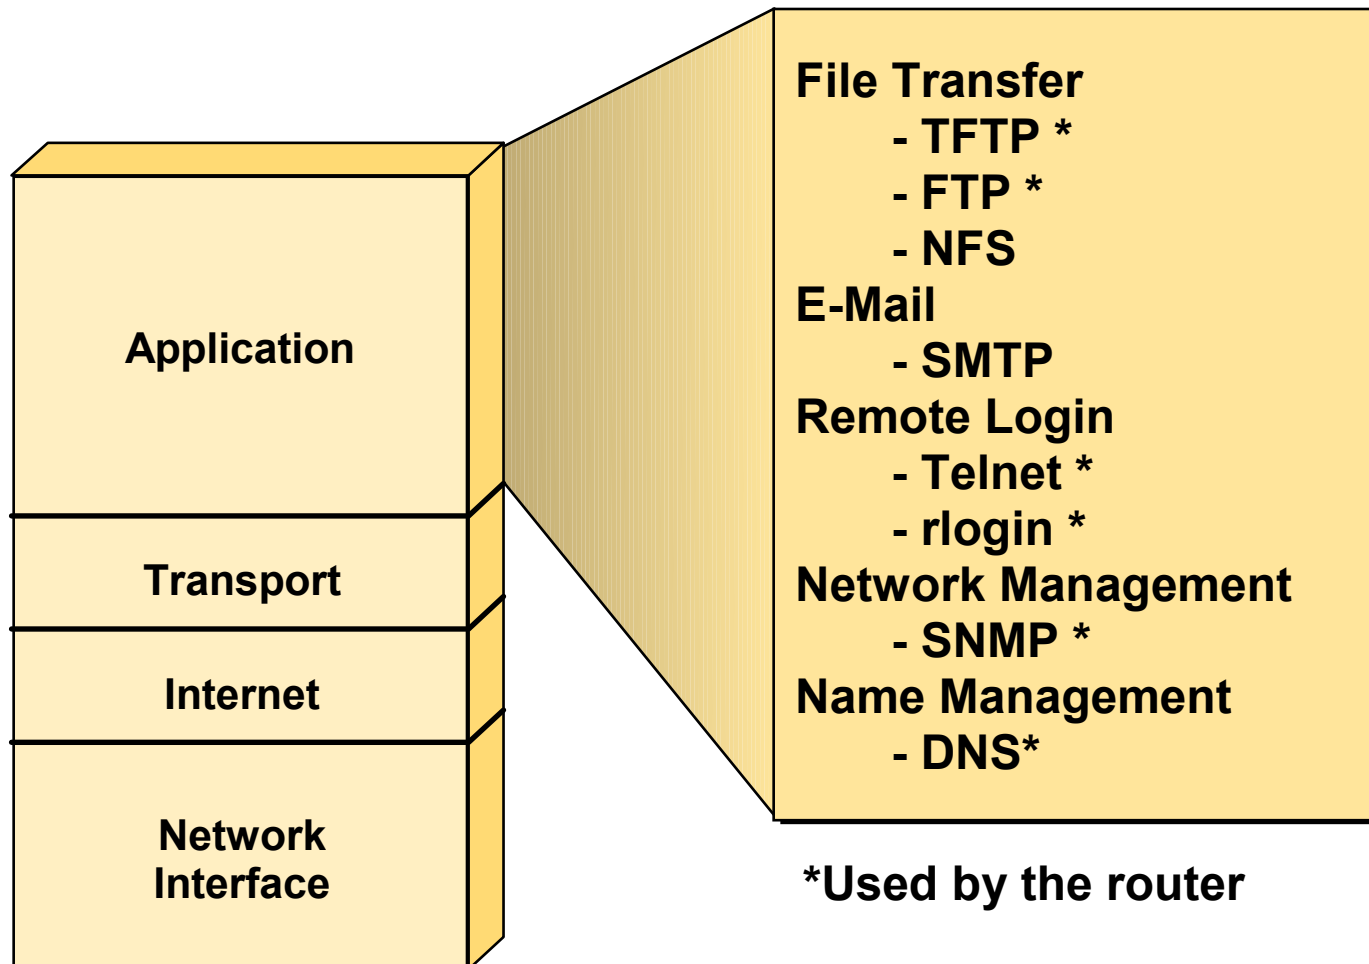 Application
Transport
Internet
Network
Interface
File Transfer
- TFTP *
- FTP *
- NFS
E-Mail
- SMTP
Remote Login
- Telnet *
- rlogin *
Network Management
- SNMP *
Name Management
- DNS*
*Used by the router